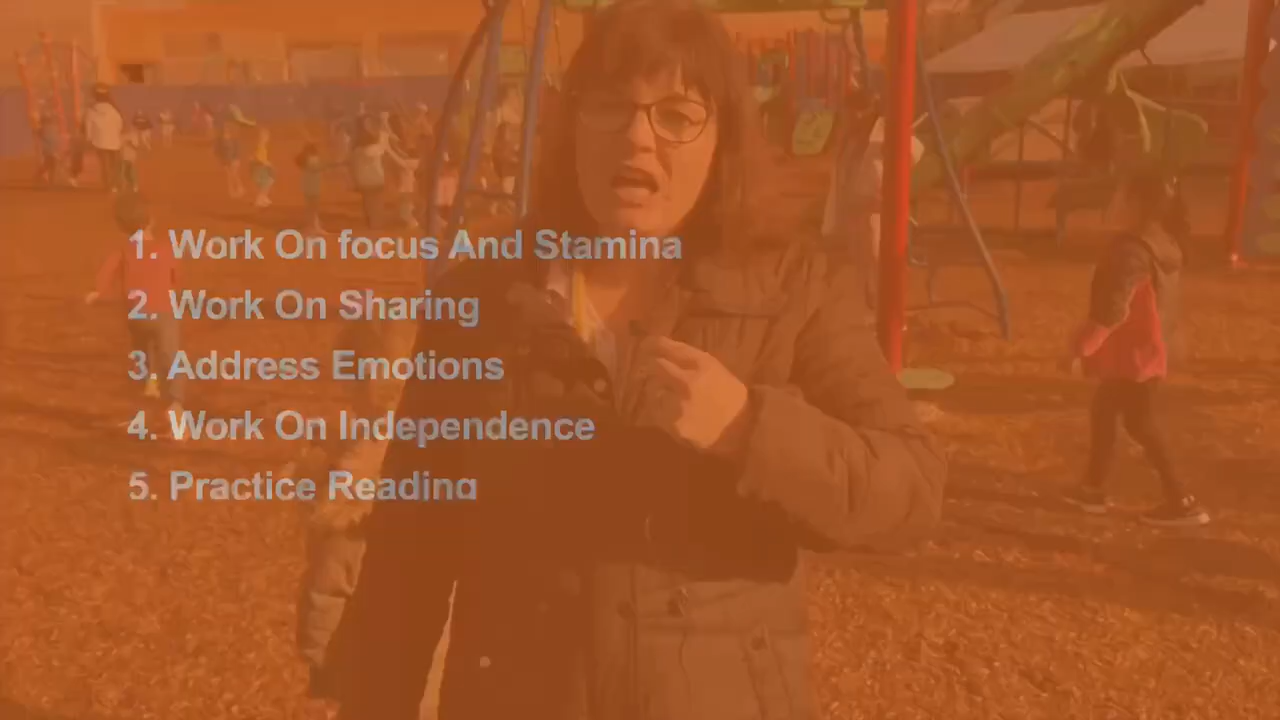 1. Work On focus And Stamina
2. Work On Sharing
3. Address Emotions
4. Work On Independence
5. Practice Reading